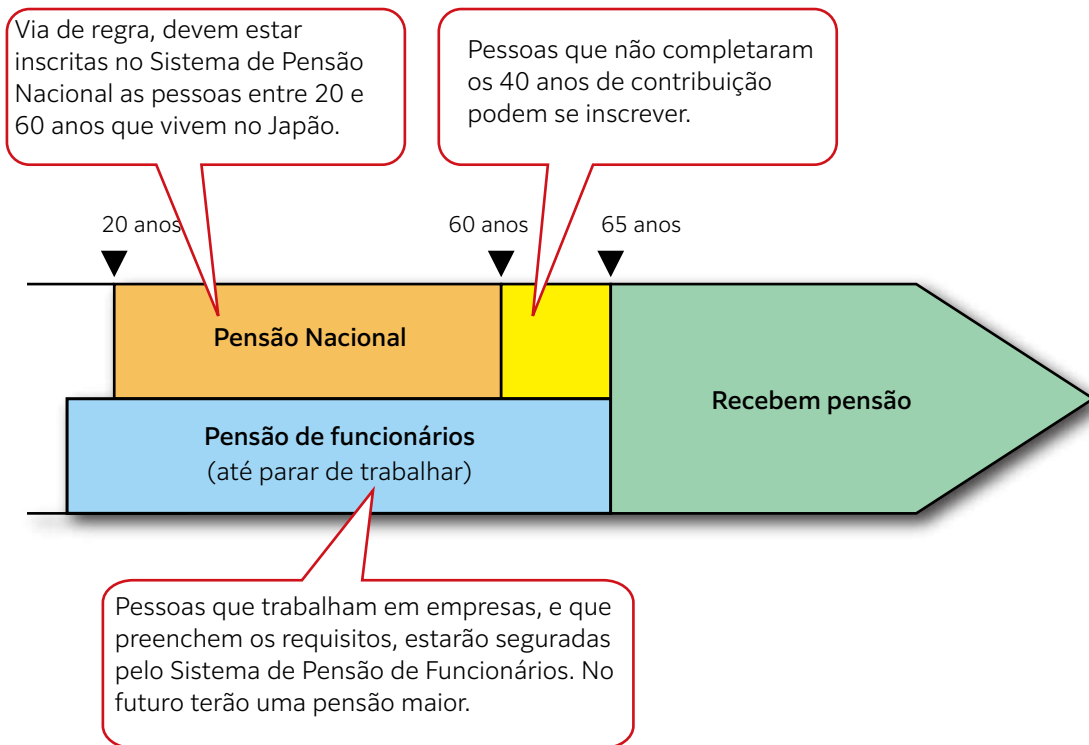 Via de regra, devem estar
inscritas no Sistema de Pensão
Nacional as pessoas entre 20 e
60 anos que vivem no Japão.
Pessoas que não completaram
os 40 anos de contribuição
podem se inscrever.
20 anos
60 anos
65 anos
Pensão Nacional
Pensão de funcionários
(até parar de trabalhar)
Recebem pensão
Pessoas que trabalham em empresas, e que
preenchem os requisitos, estarão seguradas
pelo Sistema de Pensão de Funcionários. No
futuro terão uma pensão maior.